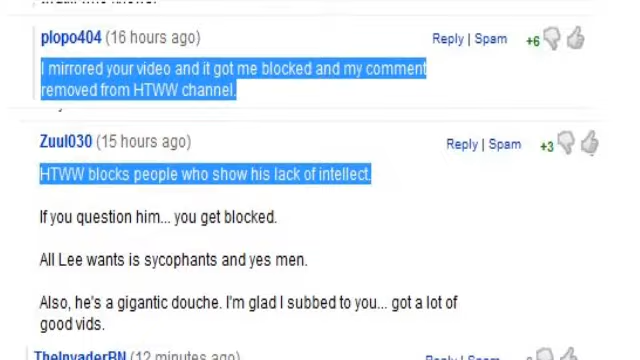 plopo404 (16 hours ago)
Reply | Spam
+6
I mirrored your video and it got me blocked and my comment
removed from HTWW channel.
Zuul030 (15 hours ago)
Reply | Spam
+3
HTWW blocks people who show his lack of intellect.
If you question him... you get blocked.
All Lee wants is sycophants and yes men.
Also, he's a gigantic douche. I'm glad I subbed to you... got a lot of
good vids.
TheInvaderRN (12 minutes ago)
Reply | Spam